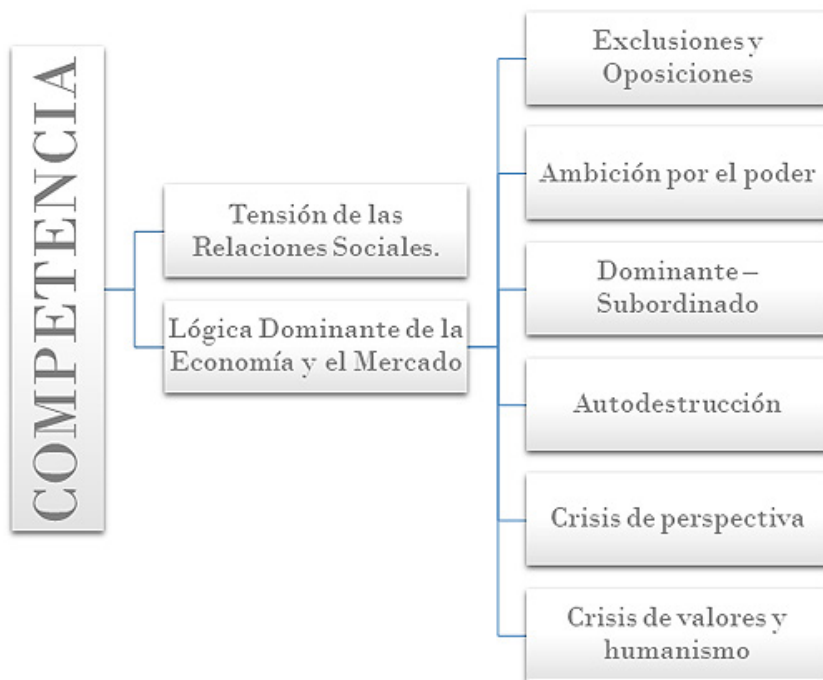 COMPETENCIA
Tensión de las
Relaciones Sociales.
Lógica Dominante de la
Economía y el Mercado
Exclusiones y
Oposiciones
Ambición por el poder
Dominante –
Subordinado
Autodestrucción
Crisis de perspectiva
Crisis de valores y
humanismo